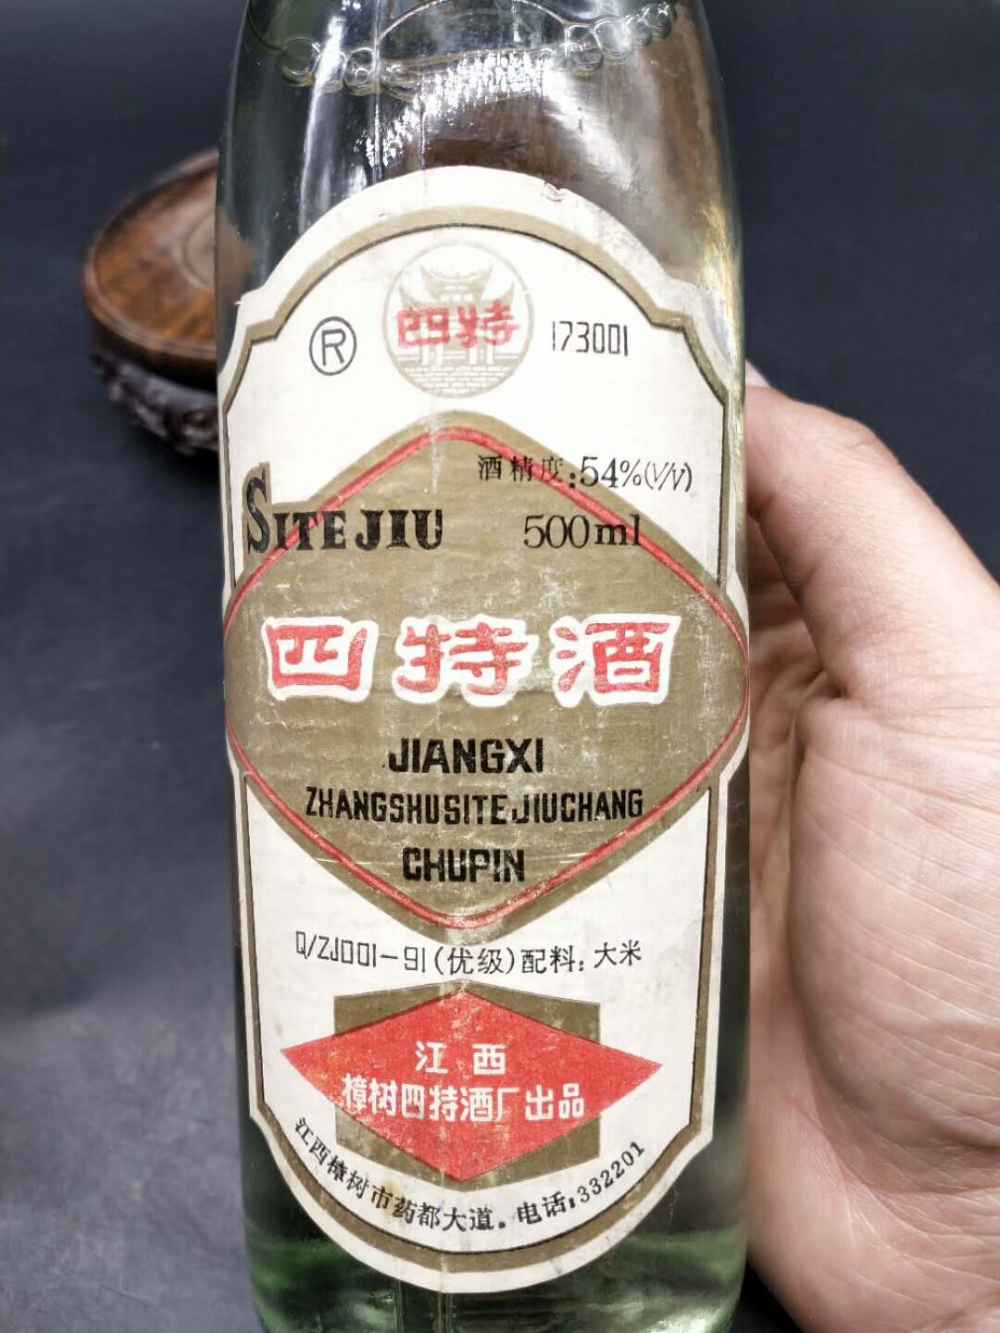 ®
四特
173001
酒精度:54%(V/V)
SITE JIU
500ml
四特酒
JIANGXI
ZHANGSHUSITEJIUCHANG
CHUPIN
Q/ZJ001-91(优级)配料:大米
江西
樟树四特酒厂出品
江西樟树市药都大道。电话:332201